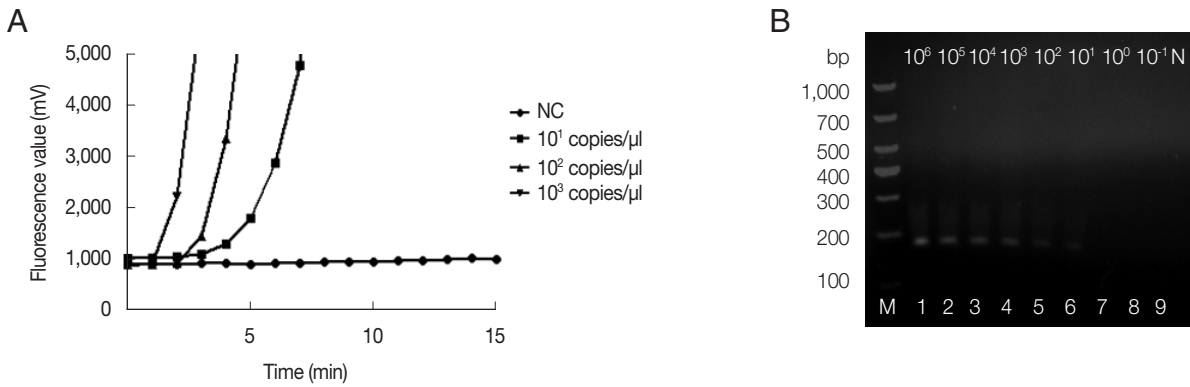 A
5,000
4,000
3,000
2,000
1,000
0
Fluorescence value (mV)
5
10
15
Time (min)
NC
10¹ copies/µl
10² copies/µl
10³ copies/µl
B
bp
1,000
700
500
400
300
200
100
10⁶ 10⁵ 10⁴ 10³ 10² 10¹ 10⁰ 10⁻¹ N
M 1 2 3 4 5 6 7 8 9